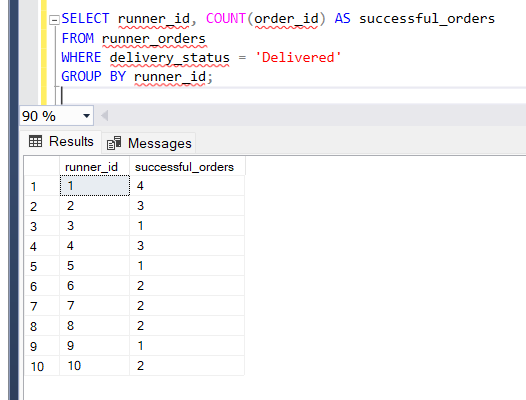 SELECT runner_id, COUNT(order_id) AS successful_orders
FROM runner_orders
WHERE delivery_status = 'Delivered'
GROUP BY runner_id;
90 %
Results Messages
runner_id successful_orders
1 1 4
2 2 3
3 3 1
4 4 3
5 5 1
6 6 2
7 7 2
8 8 2
9 9 1
10 10 2